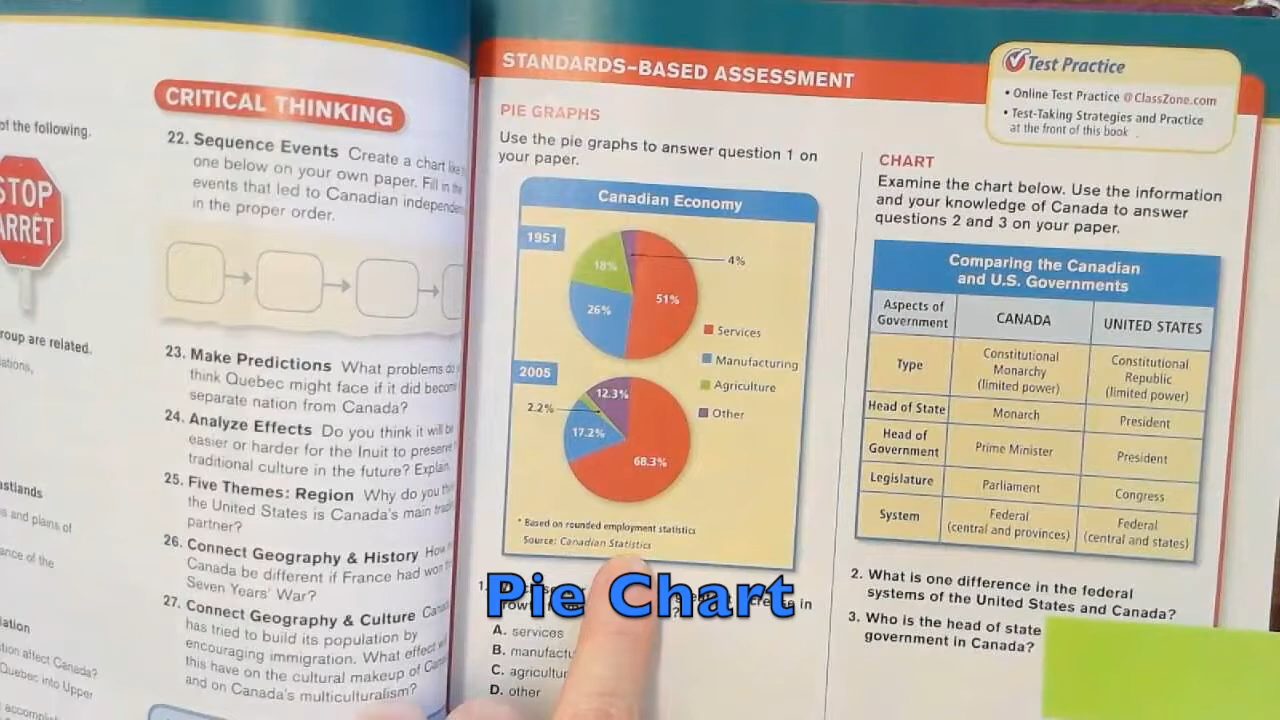 of the following.
STOP
ARRÊT
roup are related.
ations,
astlands
s and plains of
ance of the
lation
tion affect Canada?
Quebec into Upper
CRITICAL THINKING
22. Sequence Events Create a chart like
one below on your own paper. Fill in the
events that led to Canadian independen
in the proper order.
23. Make Predictions What problems do
think Quebec might face if it did becom
separate nation from Canada?
24. Analyze Effects Do you think it will be
easier or harder for the Inuit to preserve
traditional culture in the future? Explain.
25. Five Themes: Region Why do you
the United States is Canada's main
partner?
26. Connect Geography & History How
Canada be different if France had won
Seven Years' War?
27. Connect Geography & Culture
has tried to build its population by
encouraging immigration. What effect
this have on the cultural makeup of
and on Canada's multiculturalism?
STANDARDS–BASED ASSESSMENT
Test Practice
• Online Test Practice @ClassZone.com
• Test-Taking Strategies and Practice
at the front of this book
PIE GRAPHS
Use the pie graphs to answer question 1 on
your paper.
Canadian Economy
1951
4%
18%
51%
26%
Services
Manufacturing
Agriculture
Other
2005
12.3%
2.2%
17.2%
68.3%
* Based on rounded employment statistics
Source: Canadian Statistics
Pie Chart
1.
in
A. services
B. manufactu
C. agricultur
D. other
CHART
Examine the chart below. Use the information
and your knowledge of Canada to answer
questions 2 and 3 on your paper.
Comparing the Canadian
and U.S. Governments
Aspects of
Government
CANADA
UNITED STATES
Type
Constitutional
Monarchy
(limited power)
Constitutional
Republic
(limited power)
Head of State
Monarch
President
Head of
Government
Prime Minister
President
Legislature
Parliament
Congress
System
Federal
(central and provinces)
Federal
(central and states)
2. What is one difference in the federal
systems of the United States and Canada?
3. Who is the head of state
government in Canada?